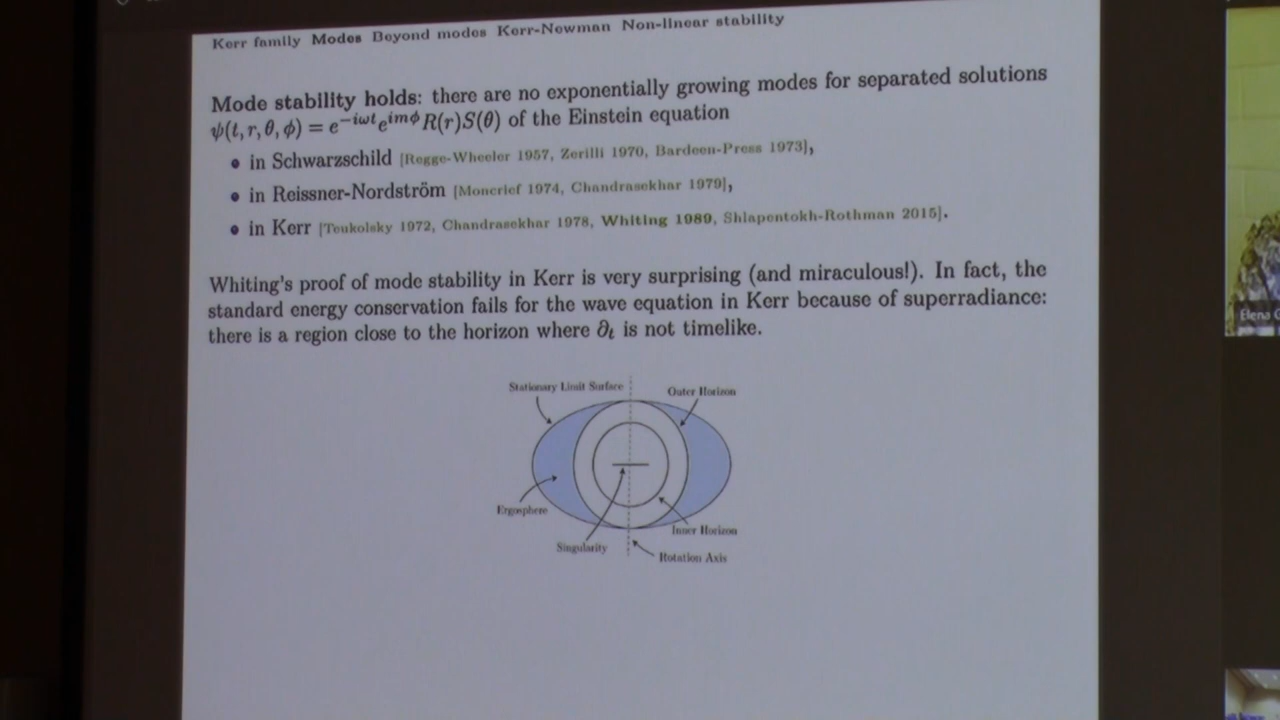 Kerr family Modes Beyond modes Kerr-Newman Non-linear stability
Mode stability holds: there are no exponentially growing modes for separated solutions
ψ(t, r, θ, ϕ) = e^{−iωt}e^{imϕ}R(r)S(θ) of the Einstein equation
• in Schwarzschild [Regge-Wheeler 1957, Zerilli 1970, Bardeen-Press 1973],
• in Reissner-Nordström [Moncrief 1974, Chandrasekhar 1979],
• in Kerr [Teukolsky 1972, Chandrasekhar 1978, Whiting 1989, Shlapentokh-Rothman 2015].
Whiting's proof of mode stability in Kerr is very surprising (and miraculous!). In fact, the
standard energy conservation fails for the wave equation in Kerr because of superradiance:
there is a region close to the horizon where ∂t is not timelike.
Stationary Limit Surface
Outer Horizon
Ergosphere
Inner Horizon
Singularity
Rotation Axis
Elena G